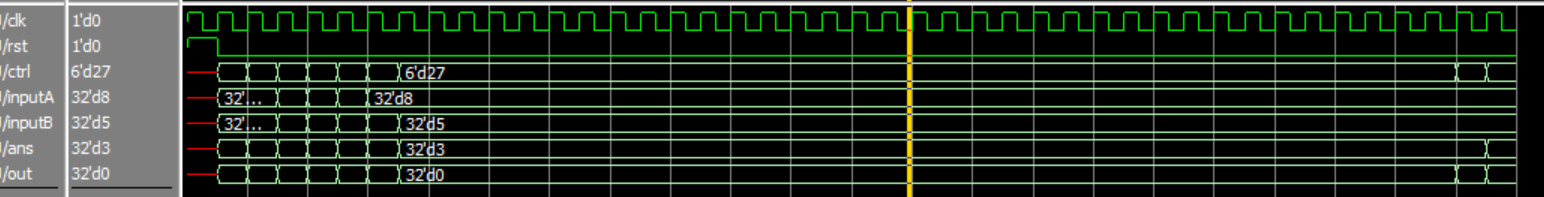 /clk 1'd0
/rst 1'd0
/ctrl 6'd27 6'd27
/inputA 32'd8 32'... 32'd8
/inputB 32'd5 32'... 32'd5
/ans 32'd3 32'd3
/out 32'd0 32'd0